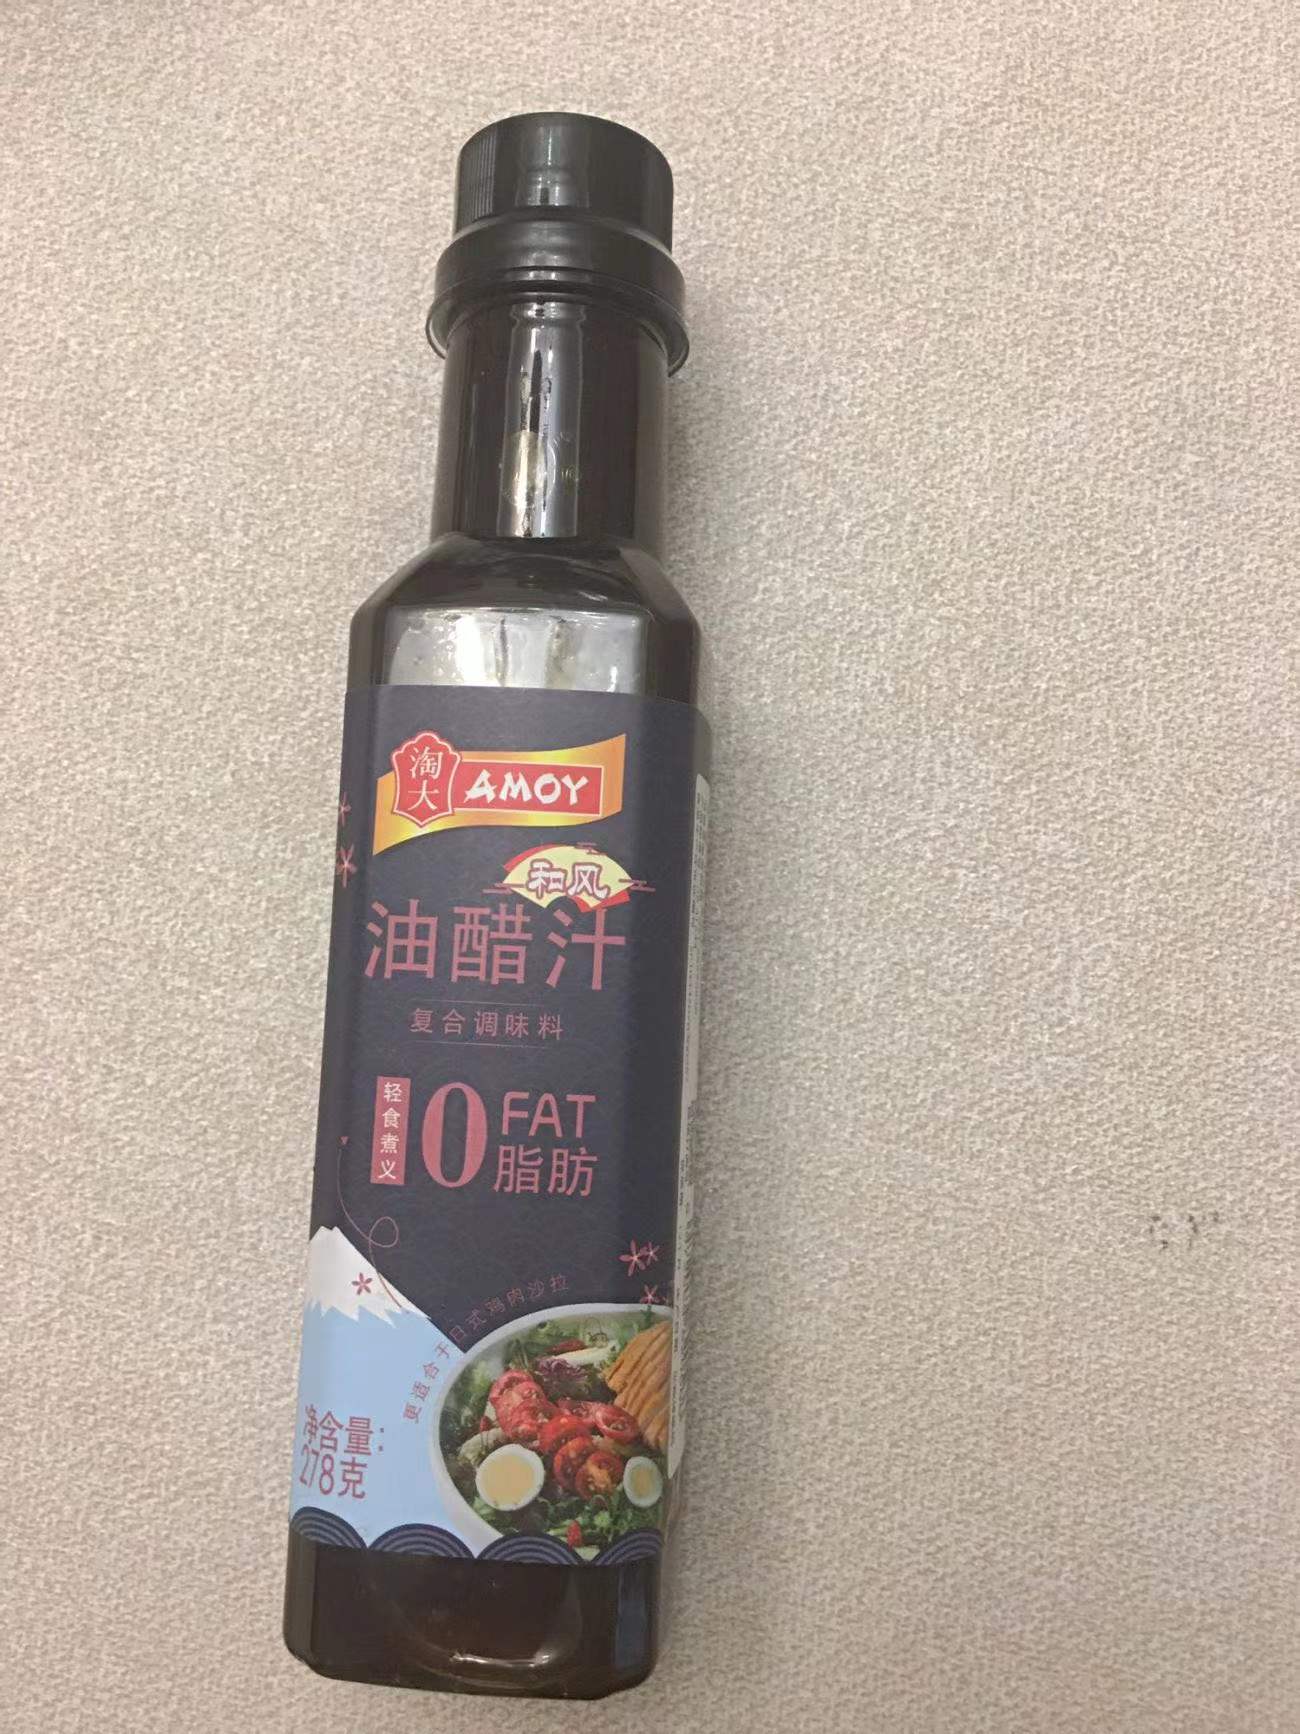 淘大
AMOY
和风
油醋汁
复合调味料
轻食煮义
0
FAT
脂肪
更适合于日式鸡肉沙拉
净含量:
278克